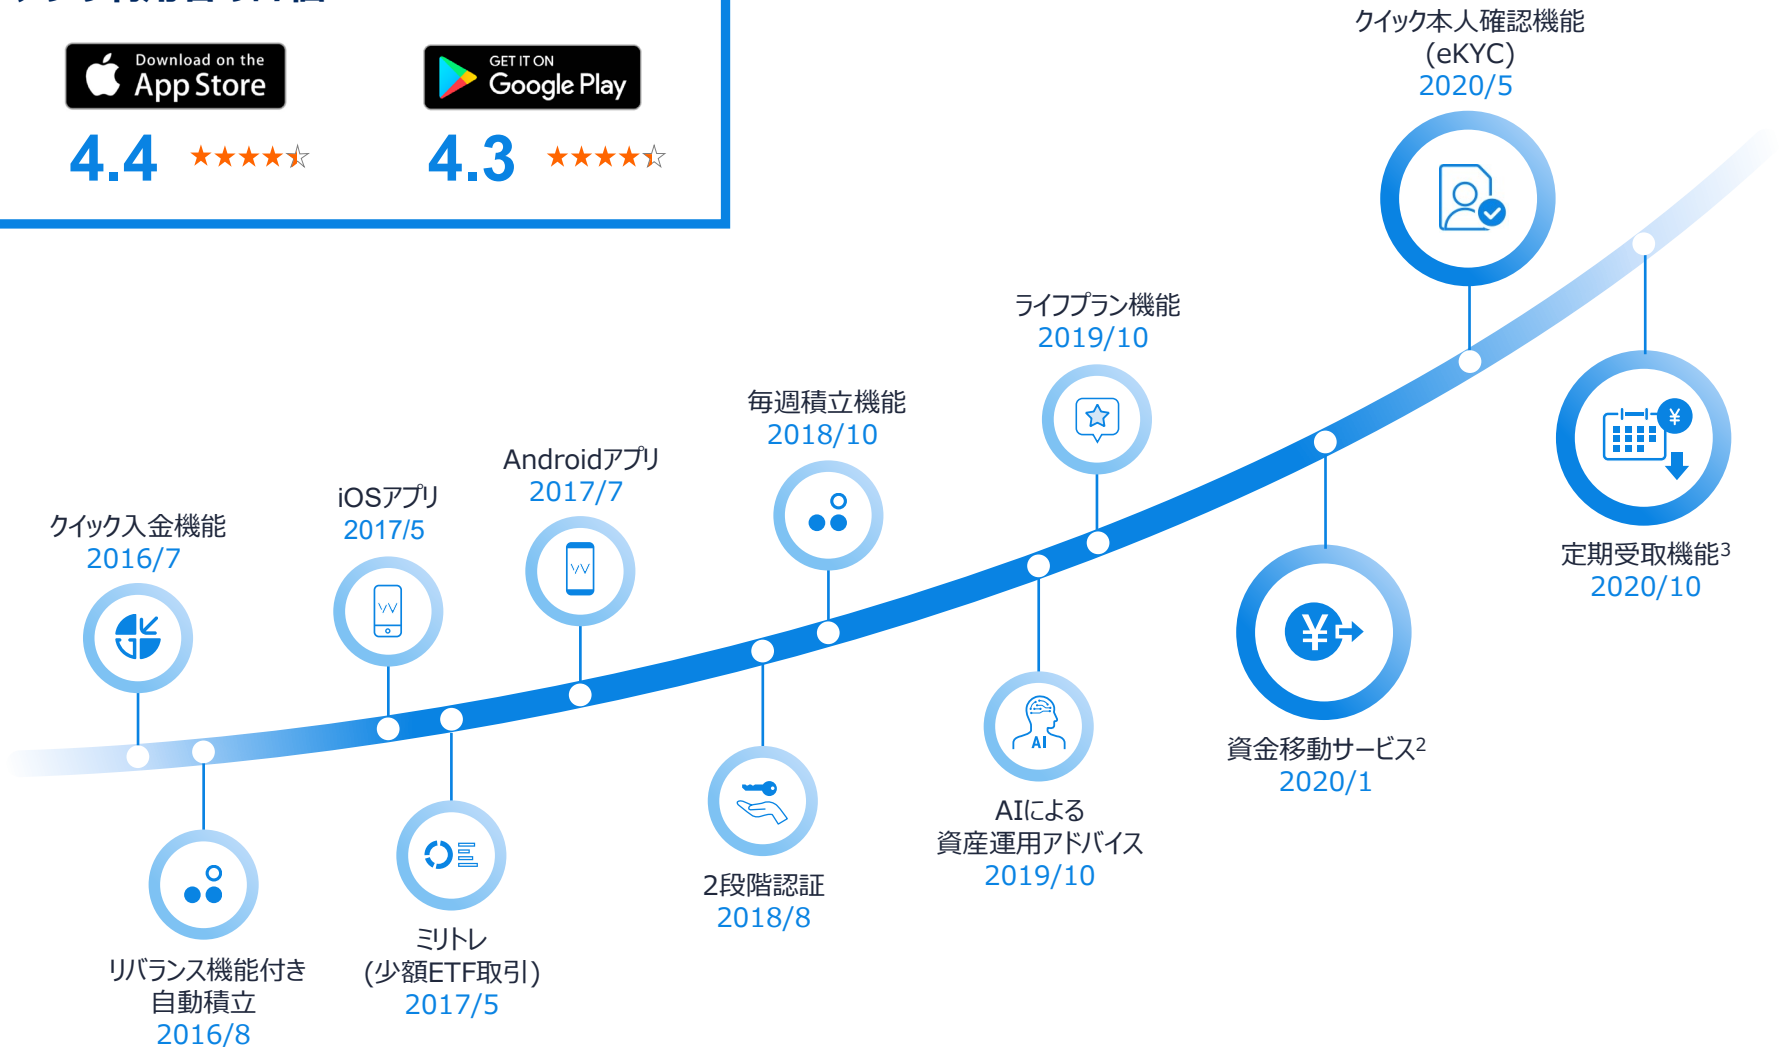 Download on the
App Store
GET IT ON
Google Play
4.4
4.3
クイック本人確認機能
(eKYC)
2020/5
ライフプラン機能
2019/10
毎週積立機能
2018/10
Androidアプリ
2017/7
iOSアプリ
2017/5
クイック入金機能
2016/7
定期受取機能3
2020/10
資金移動サービス2
2020/1
AI
AIによる
資産運用アドバイス
2019/10
2段階認証
2018/8
ミリトレ
(少額ETF取引)
2017/5
リバランス機能付き
自動積立
2016/8